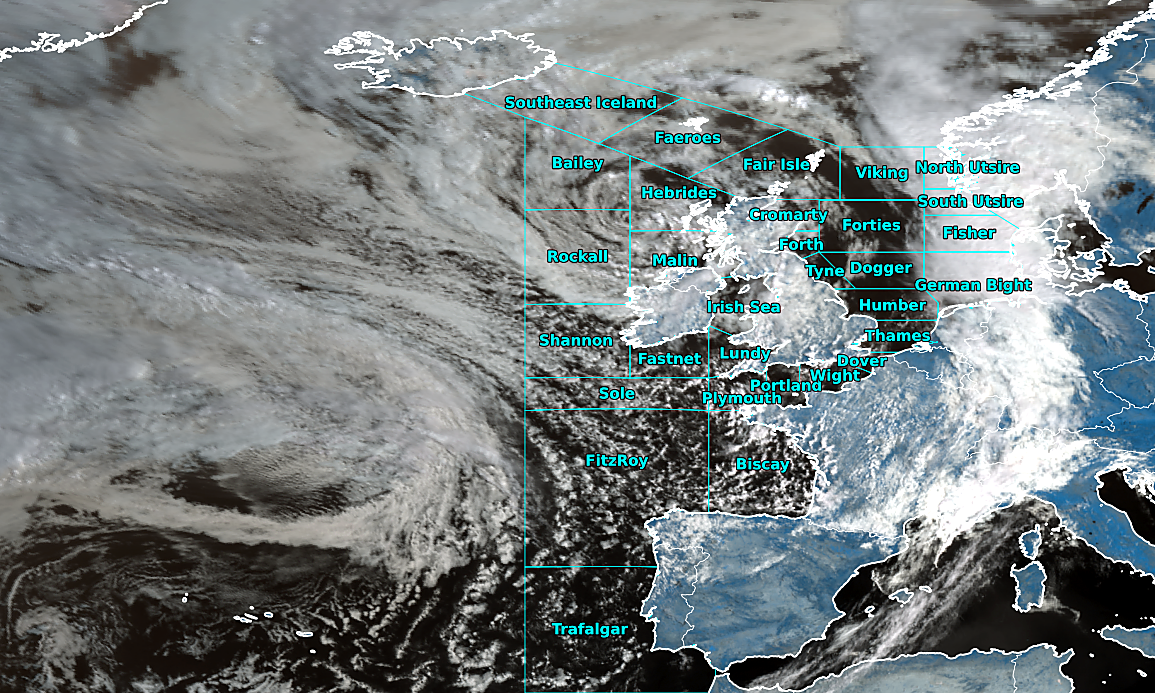 Southeast Iceland
Faeroes
Bailey
Fair Isle
North Utsire
Viking
Hebrides
South Utsire
Cromarty
Forties
Fisher
Forth
Rockall
Malin
Tyne
Dogger
German Bight
Irish Sea
Humber
Thames
Shannon
Fastnet
Lundy
Dover
Wight
Portland
Sole
Plymouth
FitzRoy
Biscay
Trafalgar